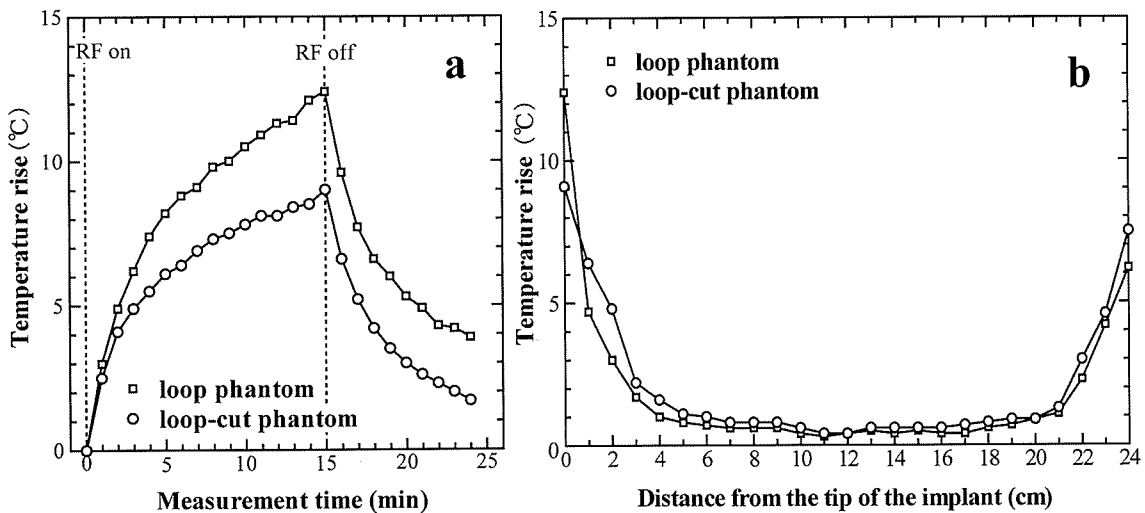 15
RF on
RF off
a
10
5
0
Temperature rise (℃)
loop phantom
loop-cut phantom
0
5
10
15
20
25
Measurement time (min)
15
loop phantom
loop-cut phantom
b
10
5
0
Temperature rise (℃)
0
2
4
6
8
10
12
14
16
18
20
22
24
Distance from the tip of the implant (cm)